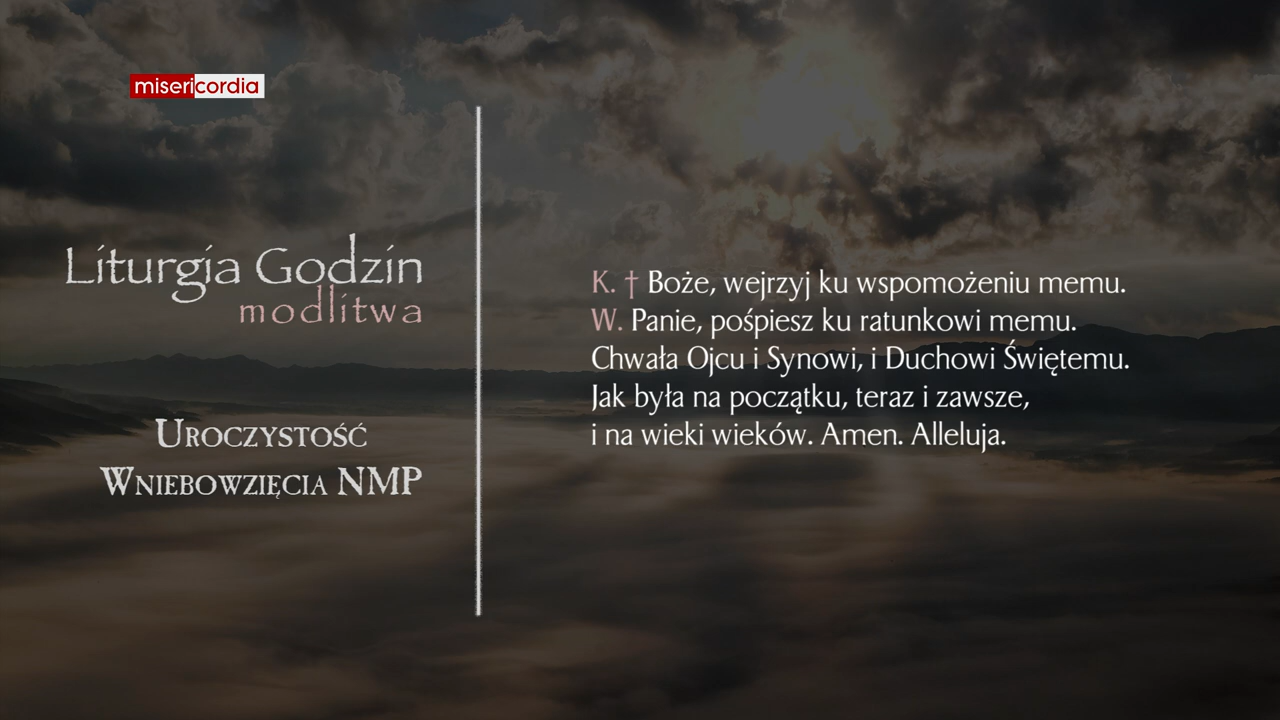 misericordia
Liturgia Godzin
modlitwa
Uroczystość
Wniebowzięcia NMP
K. † Boże, wejrzyj ku wspomożeniu memu.
W. Panie, pośpiesz ku ratunkowi memu.
Chwała Ojcu i Synowi, i Duchowi Świętemu.
Jak była na początku, teraz i zawsze,
i na wieki wieków. Amen. Alleluja.